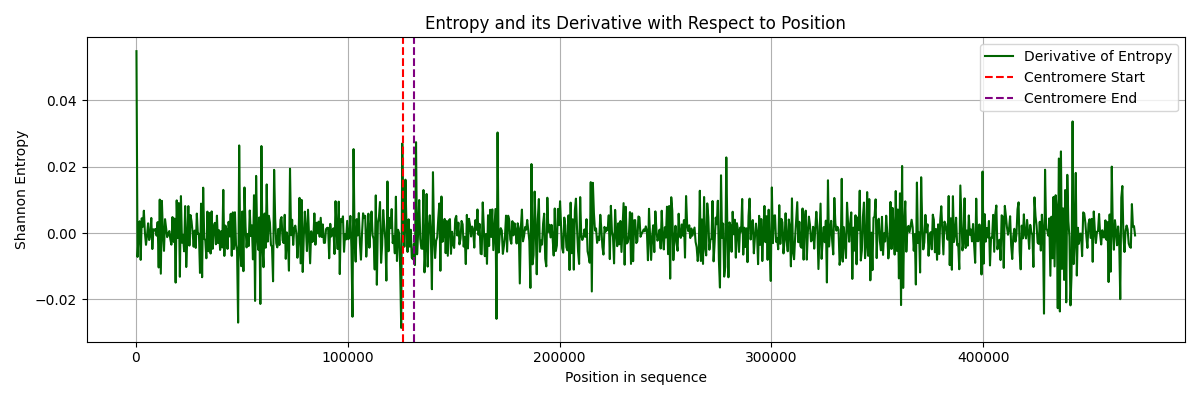 Entropy and its Derivative with Respect to Position
Derivative of Entropy
Centromere Start
Centromere End
Shannon Entropy
0.04
0.02
0.00
−0.02
0
100000
200000
300000
400000
Position in sequence